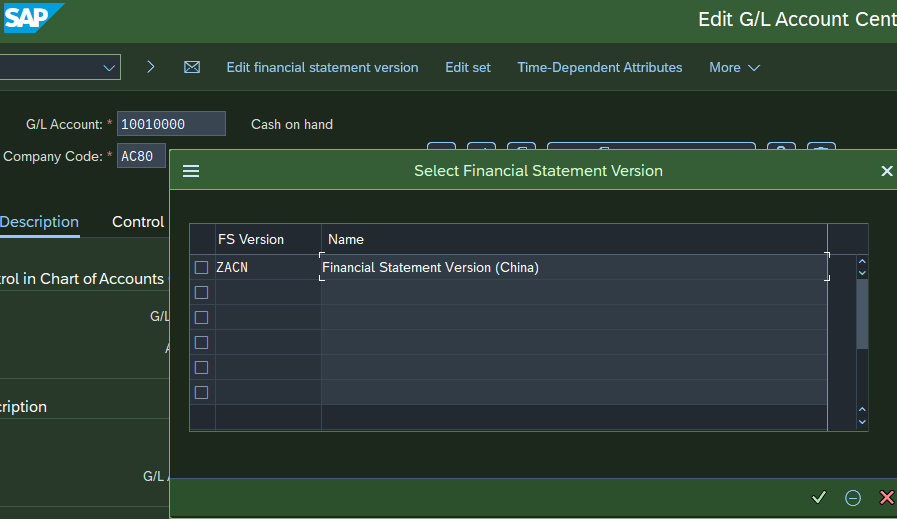 SAP
Edit G/L Account Cent
Edit financial statement version Edit set Time-Dependent Attributes More
G/L Account: * 10010000 Cash on hand
Company Code: * AC80
Select Financial Statement Version
Description Control
FS Version Name
ZACN Financial Statement Version (China)
rol in Chart of Accounts
G/L
A
ription
G/L A